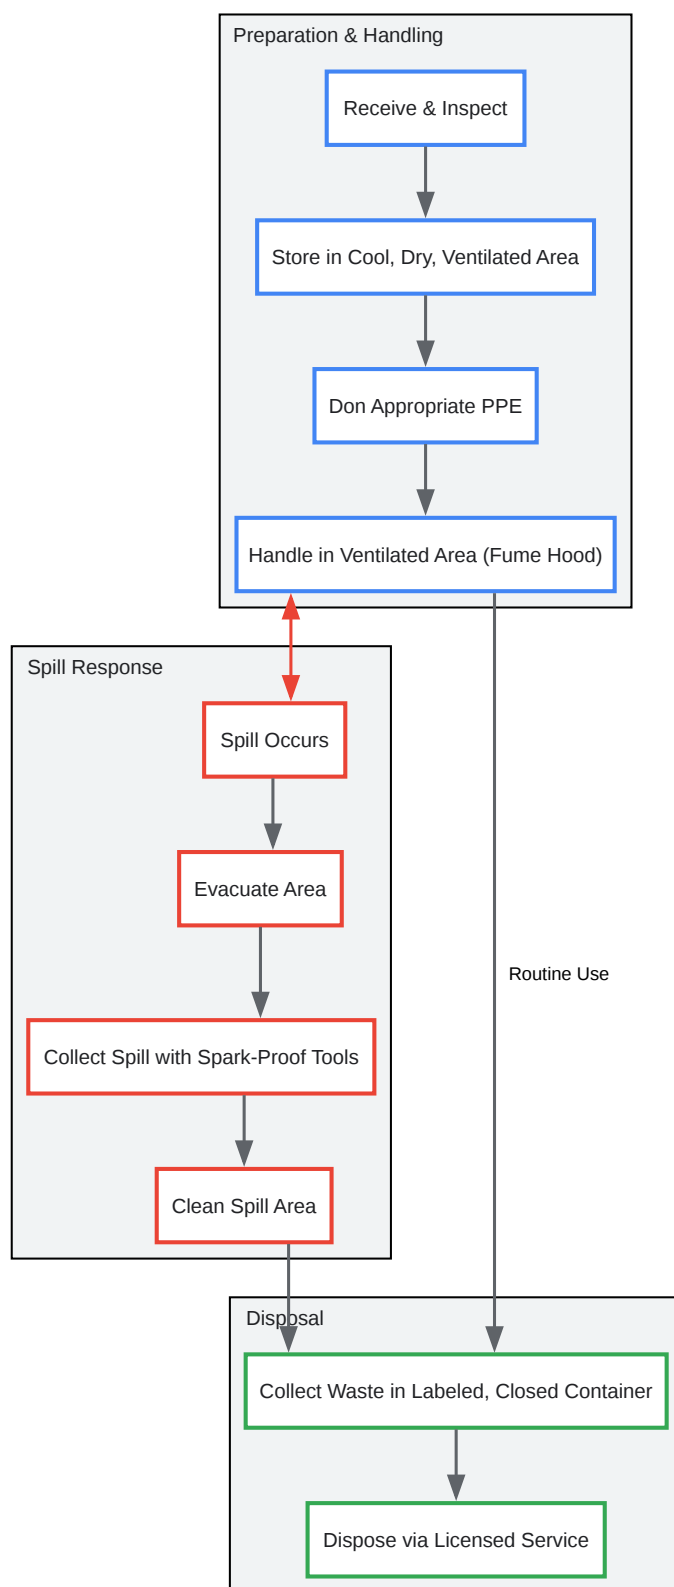 Preparation & Handling
Receive & Inspect
Store in Cool, Dry, Ventilated Area
Don Appropriate PPE
Handle in Ventilated Area (Fume Hood)
Spill Response
Spill Occurs
Evacuate Area
Routine Use
Collect Spill with Spark-Proof Tools
Clean Spill Area
Disposal
Collect Waste in Labeled, Closed Container
Dispose via Licensed Service